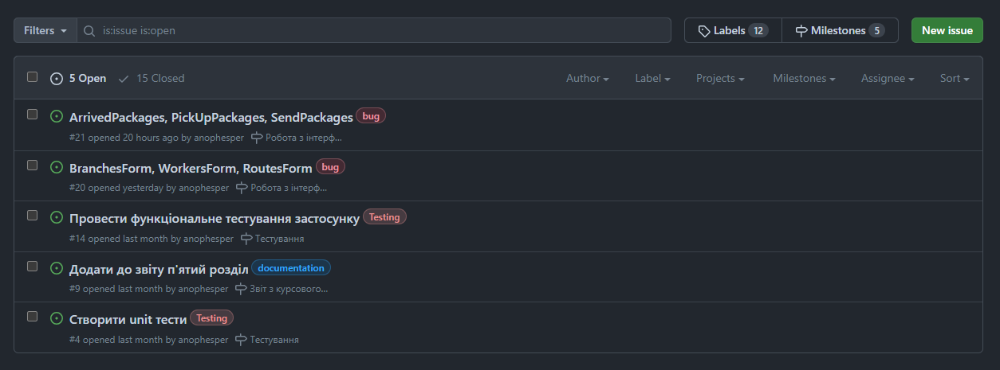 Filters is:issue is:open Labels 12 Milestones 5 New issue
5 Open 15 Closed Author Label Projects Milestones Assignee Sort
ArrivedPackages, PickUpPackages, SendPackages bug
#21 opened 20 hours ago by anophesper Робота з інтерф...
BranchesForm, WorkersForm, RoutesForm bug
#20 opened yesterday by anophesper Робота з інтерф...
Провести функціональне тестування застосунку Testing
#14 opened last month by anophesper Тестування
Додати до звіту п'ятий розділ documentation
#9 opened last month by anophesper Звіт з курсового...
Створити unit тести Testing
#4 opened last month by anophesper Тестування